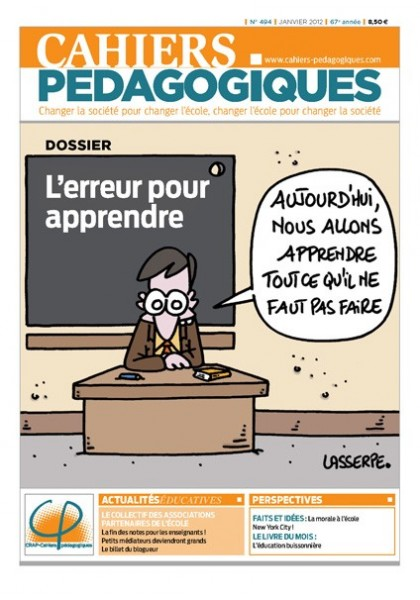 N° 494 | JANVIER 2012 | 67e année | 8,50 €
CAHIERS
www.cahiers-pedagogiques.com
PEDAGOGIQUES
Changer la société pour changer l'école, changer l'école pour changer la société
DOSSIER
L'erreur pour
apprendre
AUJOURD'HUI,
NOUS ALLONS
APPRENDRE
TOUT CE QU'IL NE
FAUT PAS FAIRE
LASSERPE.
CRAP-Cahiers pédagogiques
ACTUALITÉS ÉDUCATIVES
LE COLLECTIF DES ASSOCIATIONS
PARTENAIRES DE L'ÉCOLE
La fin des notes pour les enseignants !
Petits médiateurs deviendront grands
Le billet du blogueur
PERSPECTIVES
FAITS ET IDÉES : La morale à l'école
New York City !
LE LIVRE DU MOIS :
L'éducation buissonnière